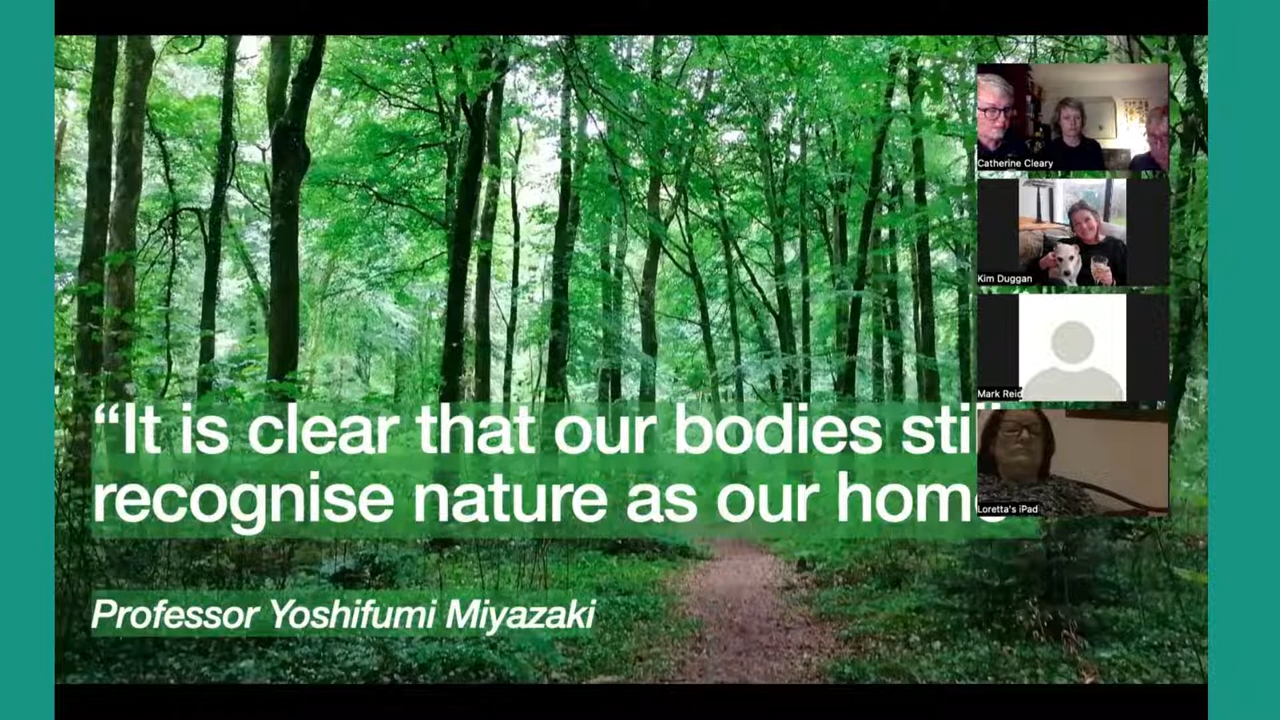 “It is clear that our bodies
recognise nature as our
Professor Yoshifumi Miyazaki
Catherine Cleary
Kim Duggan
Mark Reid
Loretta's iPad